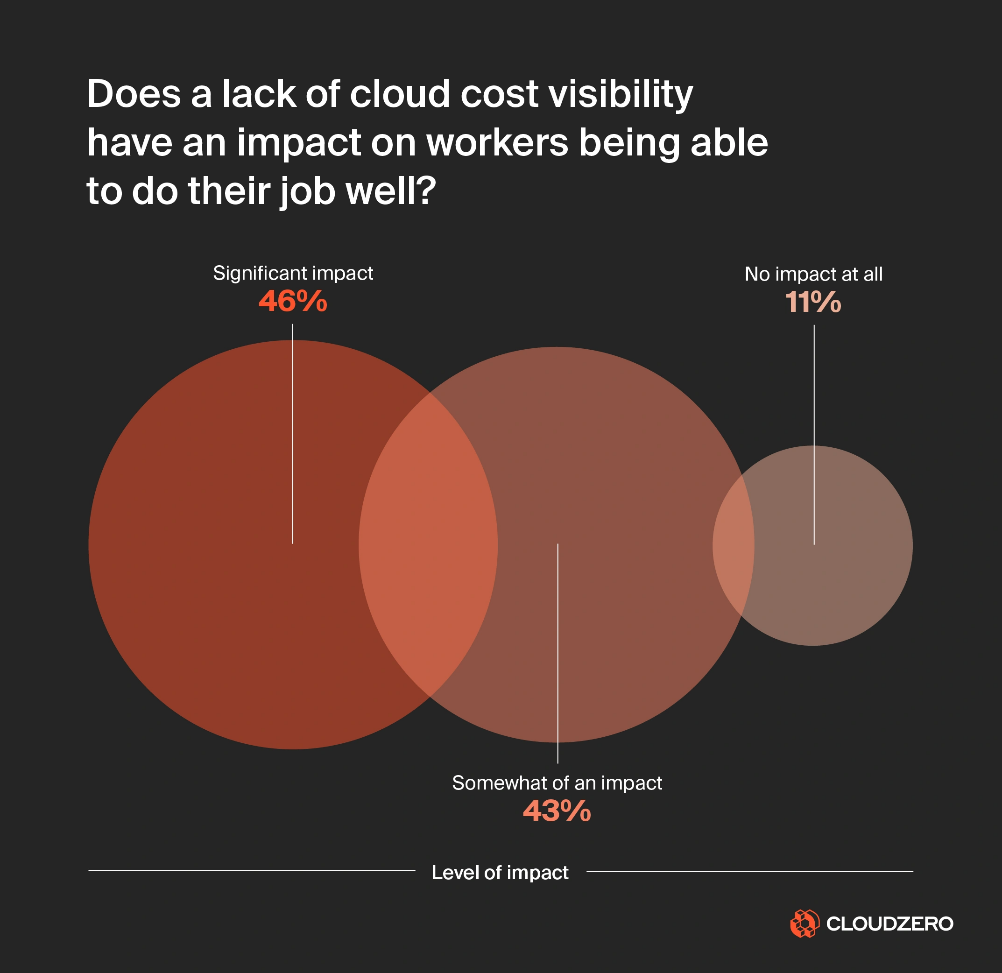 Does a lack of cloud cost visibility
have an impact on workers being able
to do their job well?
Significant impact
46%
No impact at all
11%
Somewhat of an impact
43%
Level of impact
CLOUDZERO